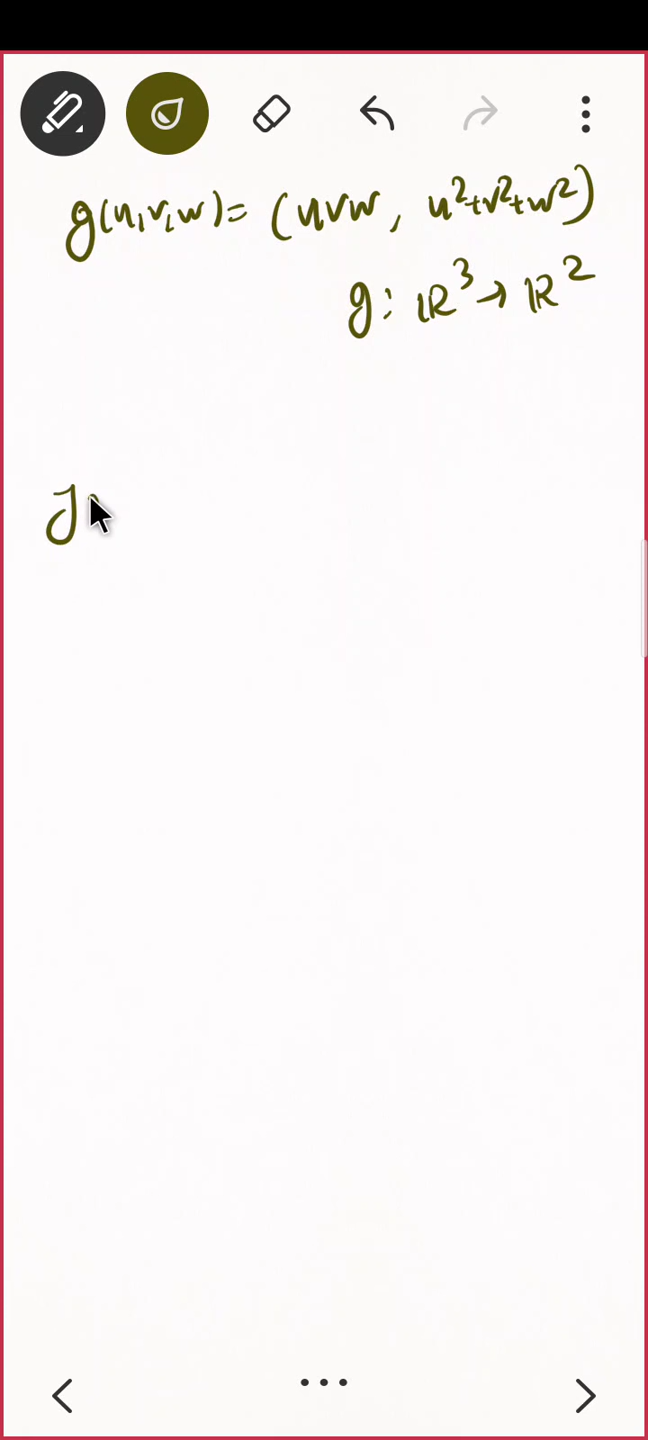 g(u,v,w)= (uvw, u²+v²+w²)
g: ℝ³→ℝ²
J